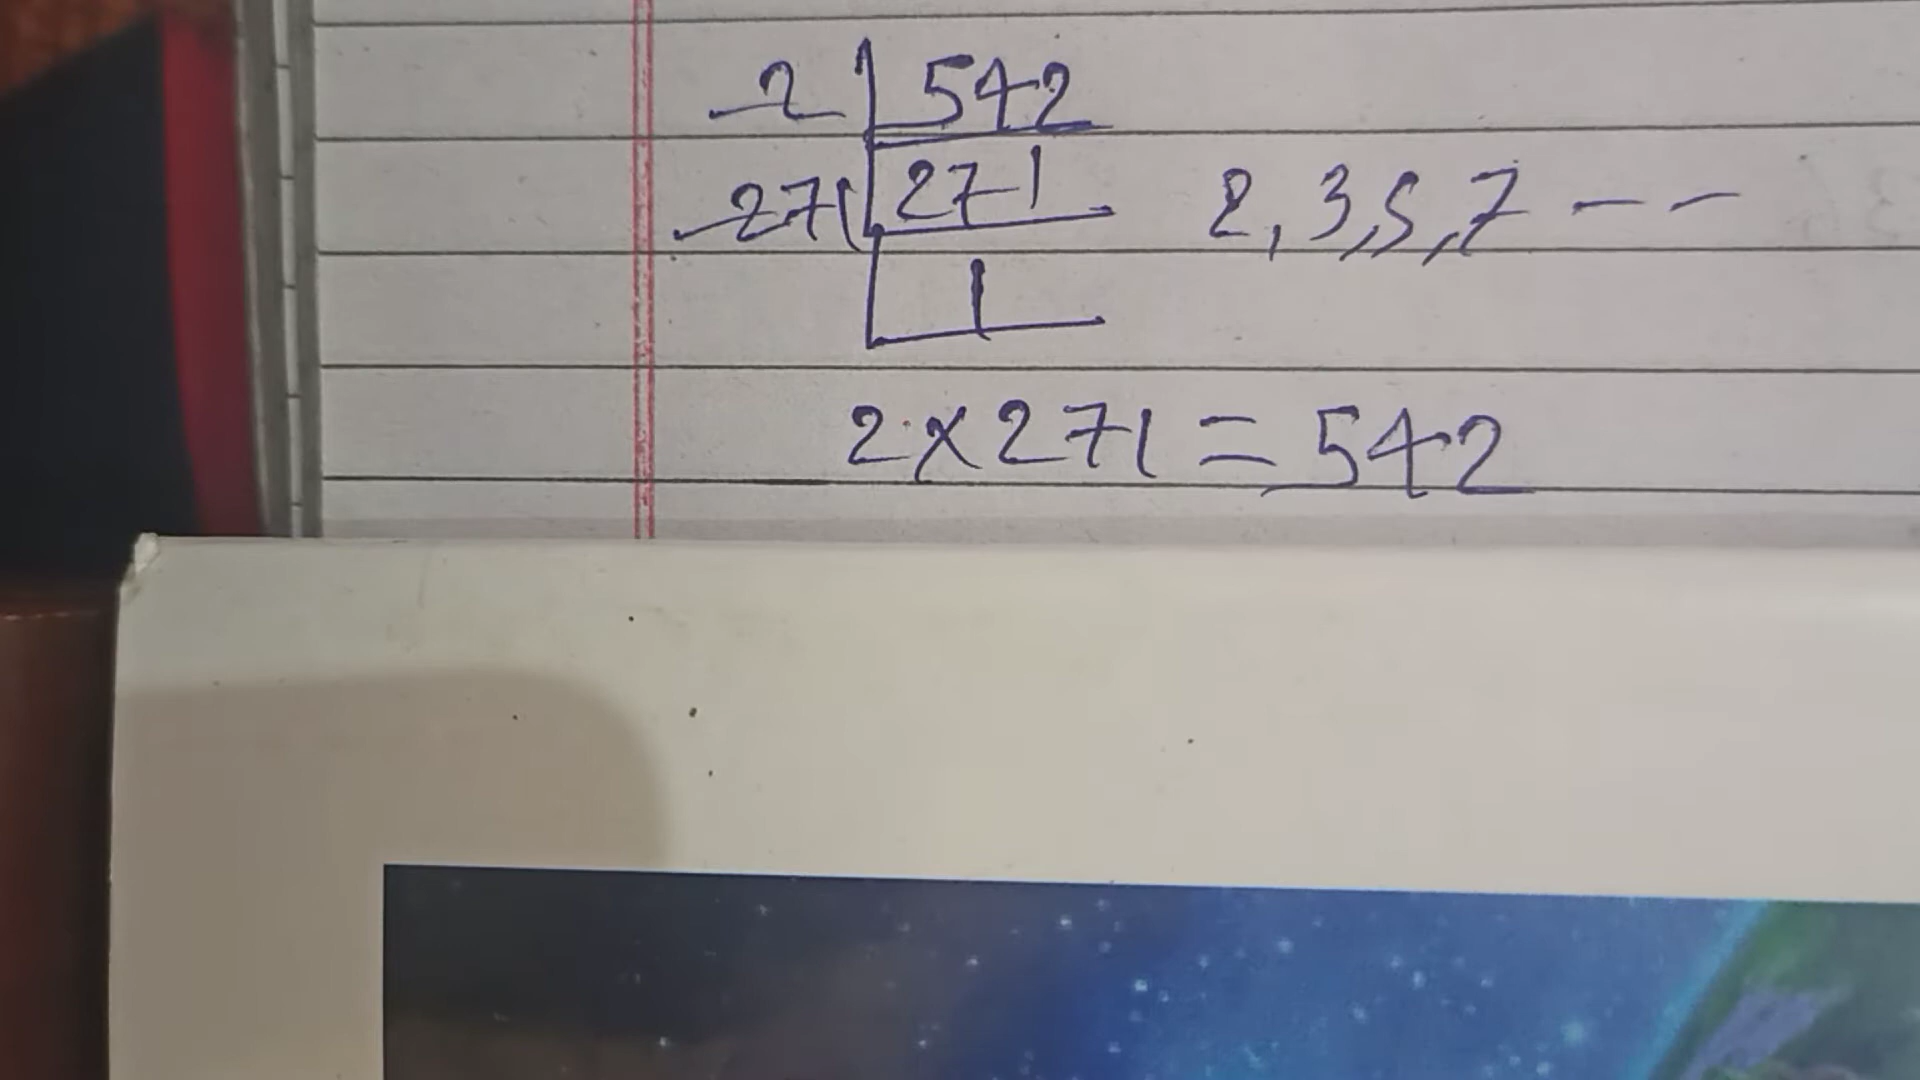 2 | 542
271 | 271 2, 3, 5, 7 - -
1
2 × 271 = 542